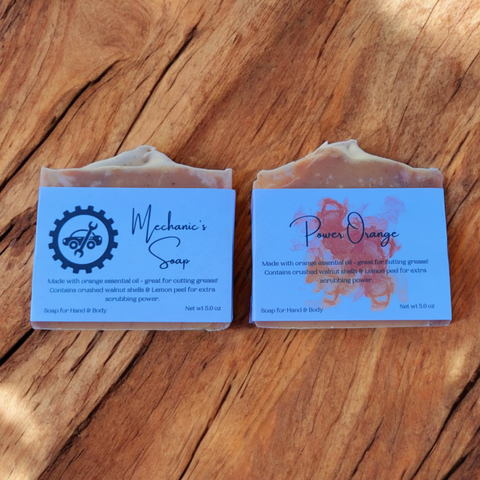 Mechanic's
Soap
Made with orange essential oil - great for cutting grease!
Contains crushed walnut shells & Lemon peel for extra
scrubbing power.
Soap for Hand & Body
Net wt 5.0 oz
Power Orange
Made with orange essential oil - great for cutting grease!
Contains crushed walnut shells & Lemon peel for extra
scrubbing power.
Soap for Hand & Body
Net wt 5.0 oz